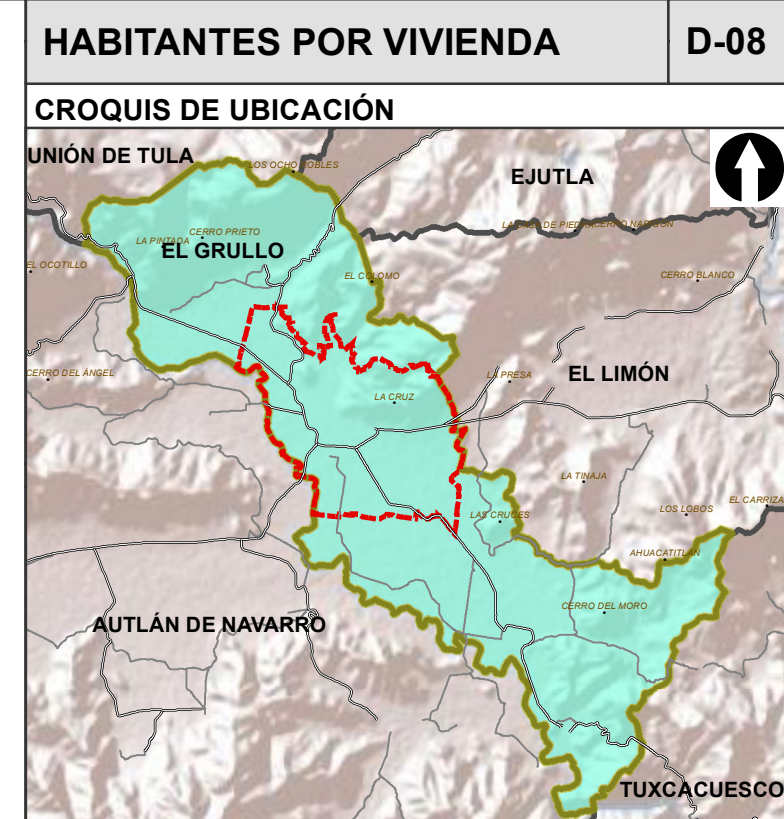 HABITANTES POR VIVIENDA
D-08
CROQUIS DE UBICACIÓN
UNIÓN DE TULA
LOS OCHO ROBLES
EJUTLA
CERRO PRIETO
LA PINTADA
EL GRULLO
EL OCOTILLO
EL COLOMO
CERRO BLANCO
CERRO DEL ÁNGEL
LA PRESA
EL LIMÓN
LA CRUZ
LA TINAJA
EL CARRIZA
LOS LOBOS
LAS CRUCES
AHUACATITLÁN
CERRO DEL MORO
AUTLÁN DE NAVARRO
TUXCACUESCO